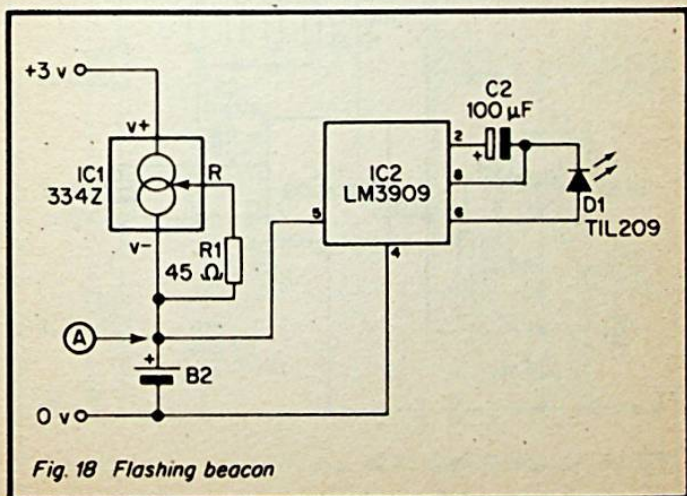 +3 v
v+
IC1
334Z
R
v-
R1
45 Ω
A
+
B2
0 v
5
IC2
LM3909
4
2
8
6
C2
100 µF
+
D1
TIL209
Fig. 18 Flashing beacon